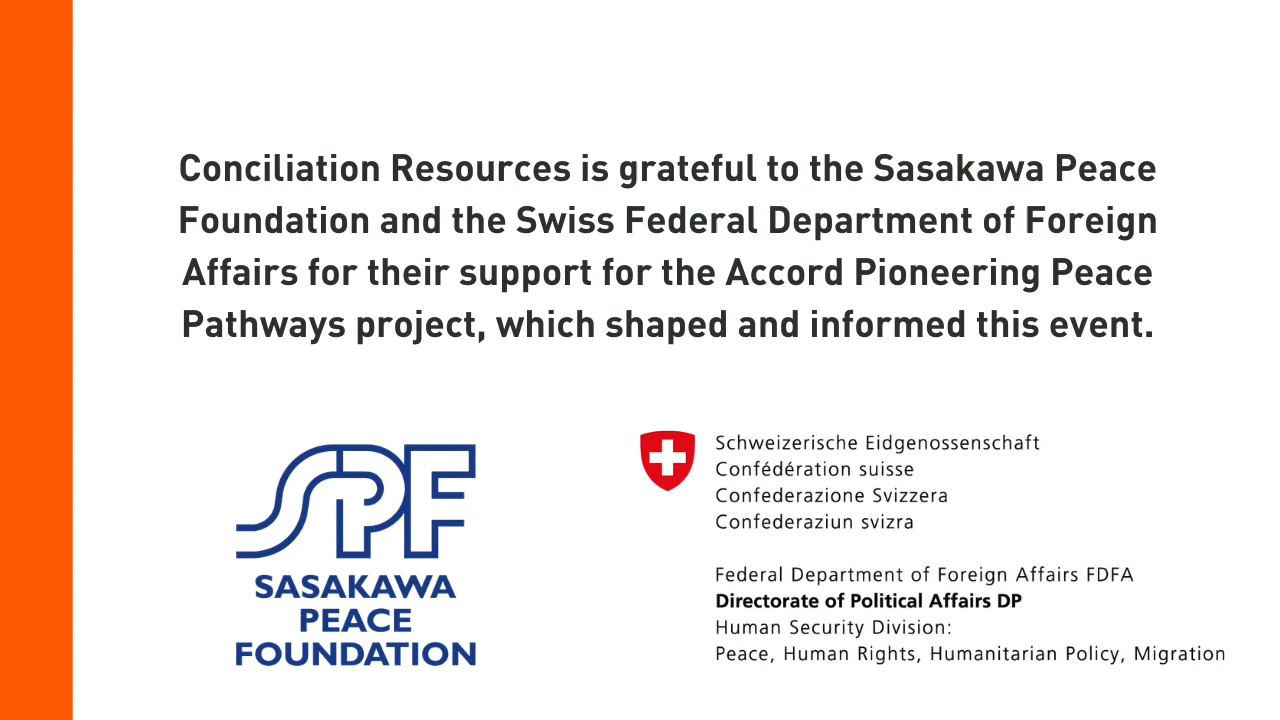 Conciliation Resources is grateful to the Sasakawa Peace
Foundation and the Swiss Federal Department of Foreign
Affairs for their support for the Accord Pioneering Peace
Pathways project, which shaped and informed this event.
SPF
SASAKAWA
PEACE
FOUNDATION
Schweizerische Eidgenossenschaft
Confédération suisse
Confederazione Svizzera
Confederaziun svizra
Federal Department of Foreign Affairs FDFA
Directorate of Political Affairs DP
Human Security Division:
Peace, Human Rights, Humanitarian Policy, Migration